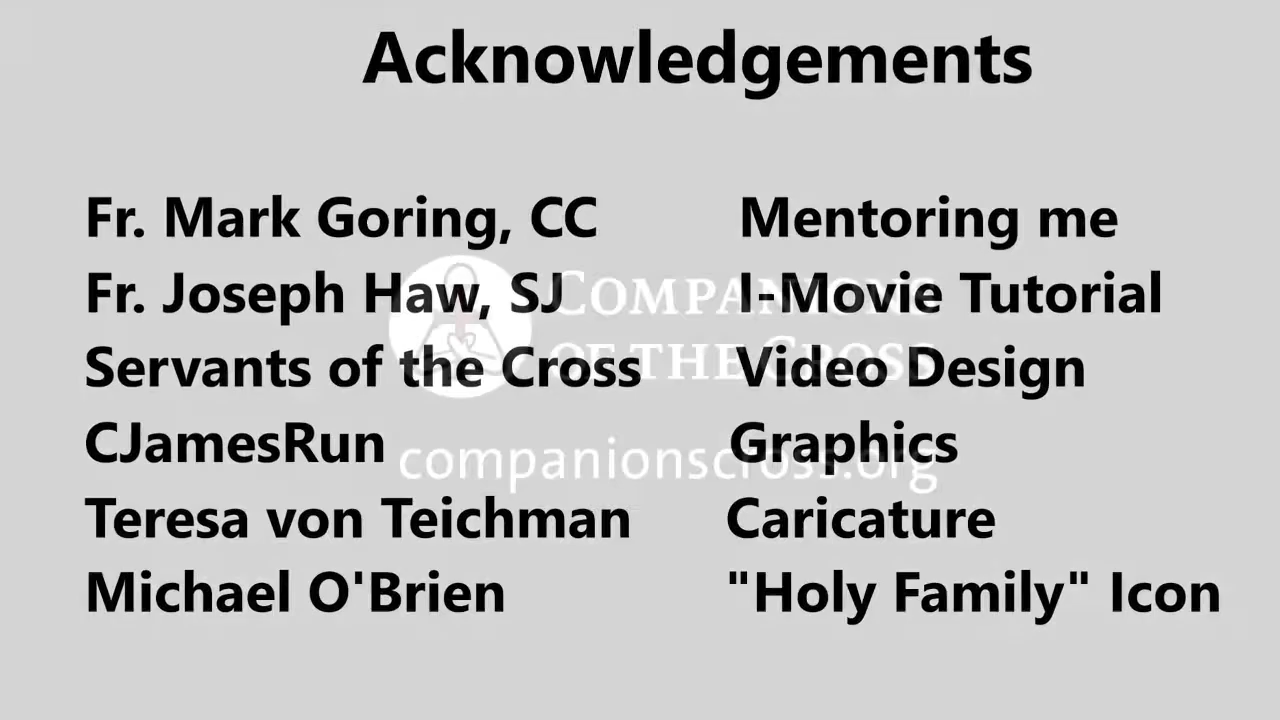 Acknowledgements
Fr. Mark Goring, CC Mentoring me
Fr. Joseph Haw, SJ I-Movie Tutorial
Servants of the Cross Video Design
CJamesRun Graphics
Teresa von Teichman Caricature
Michael O'Brien "Holy Family" Icon
COMPANIONS
OF THE CROSS
companionscross.org